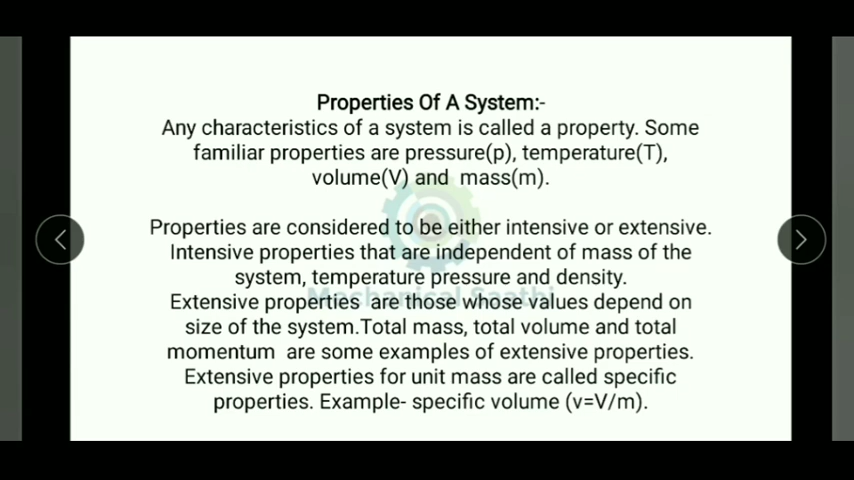 Properties Of A System:-
Any characteristics of a system is called a property. Some
familiar properties are pressure(p), temperature(T),
volume(V) and mass(m).
Properties are considered to be either intensive or extensive.
Intensive properties that are independent of mass of the
system, temperature pressure and density.
Mechanical Saathi
Extensive properties are those whose values depend on
size of the system.Total mass, total volume and total
momentum are some examples of extensive properties.
Extensive properties for unit mass are called specific
properties. Example- specific volume (v=V/m).